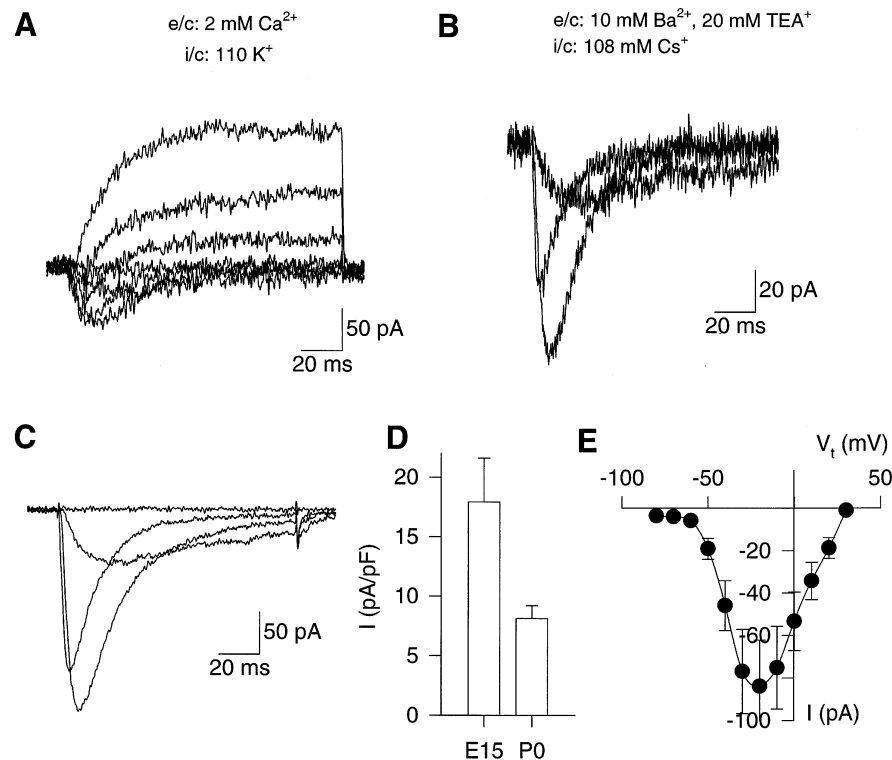 A
e/c: 2 mM Ca²⁺
i/c: 110 K⁺
50 pA
20 ms
B
e/c: 10 mM Ba²⁺, 20 mM TEA⁺
i/c: 108 mM Cs⁺
20 pA
20 ms
C
50 pA
20 ms
D
I (pA/pF)
20
15
10
5
0
E15 P0
E
Vₜ (mV)
-100 -50 50
-20
-40
-60
-100
I (pA)